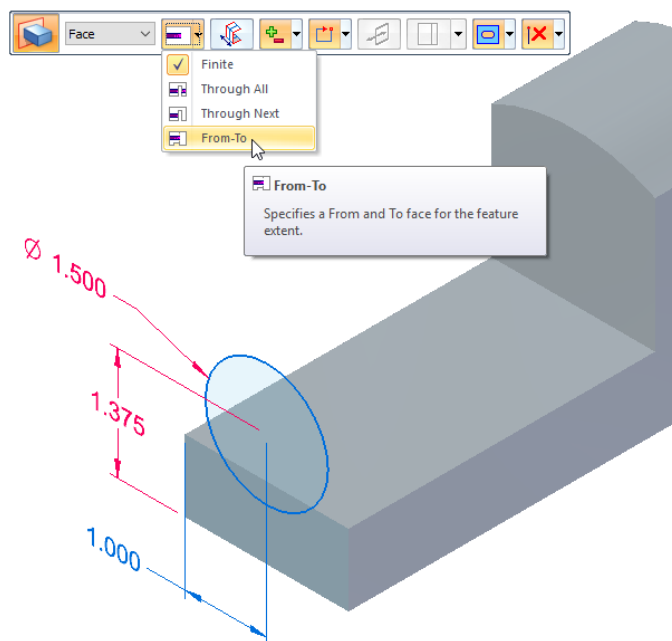 Face
Finite
Through All
Through Next
From-To
From-To
Specifies a From and To face for the feature
extent.
Ø 1.500
1.375
1.000